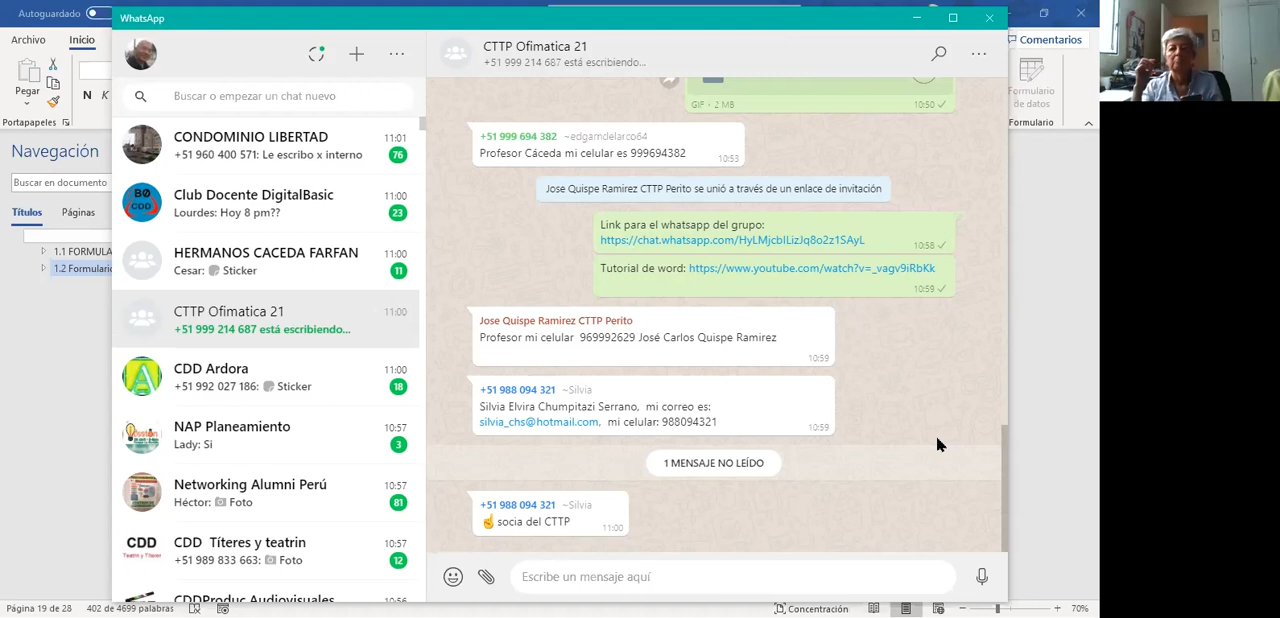 Autoguardado
WhatsApp
Archivo
Inicio
Comentarios
Pegar
N K
Portapapeles
Formulario
de datos
Formulario
Navegación
Buscar en documento
Títulos
Páginas
1.1 FORMULA
1.2 Formulario
Buscar o empezar un chat nuevo
CONDOMINIO LIBERTAD 11:01
+51 960 400 571: Le escribo x interno 76
Club Docente DigitalBasic 11:00
Lourdes: Hoy 8 pm?? 23
HERMANOS CACEDA FARFAN 11:00
Cesar: Sticker 11
CTTP Ofimatica 21 11:00
+51 999 214 687 está escribiendo...
CDD Ardora 11:00
+51 992 027 186: Sticker 18
NAP Planeamiento 10:57
Lady: Si 3
Networking Alumni Perú 10:57
Héctor: Foto 81
CDD
CDD Títeres y teatrin 10:57
+51 989 833 663: Foto 12
CDDProduc Audiovisuales 10:56
CTTP Ofimatica 21
+51 999 214 687 está escribiendo...
GIF • 2 MB 10:50
+51 999 694 382 ~edgarndelarco64
Profesor Cáceda mi celular es 999694382
10:53
Jose Quispe Ramirez CTTP Perito se unió a través de un enlace de invitación
Link para el whatsapp del grupo:
https://chat.whatsapp.com/HyLMjcbILizJq8o2z1SAyL
10:58
Tutorial de word: https://www.youtube.com/watch?v=_vagv9iRbKk
10:59
Jose Quispe Ramirez CTTP Perito
Profesor mi celular 969992629 José Carlos Quispe Ramirez
10:59
+51 988 094 321 ~Silvia
Silvia Elvira Chumpitazi Serrano, mi correo es:
silvia_chs@hotmail.com, mi celular: 988094321
10:59
1 MENSAJE NO LEÍDO
+51 988 094 321 ~Silvia
☝socia del CTTP
11:00
Escribe un mensaje aquí
Página 19 de 28 402 de 4699 palabras
Concentración
70%